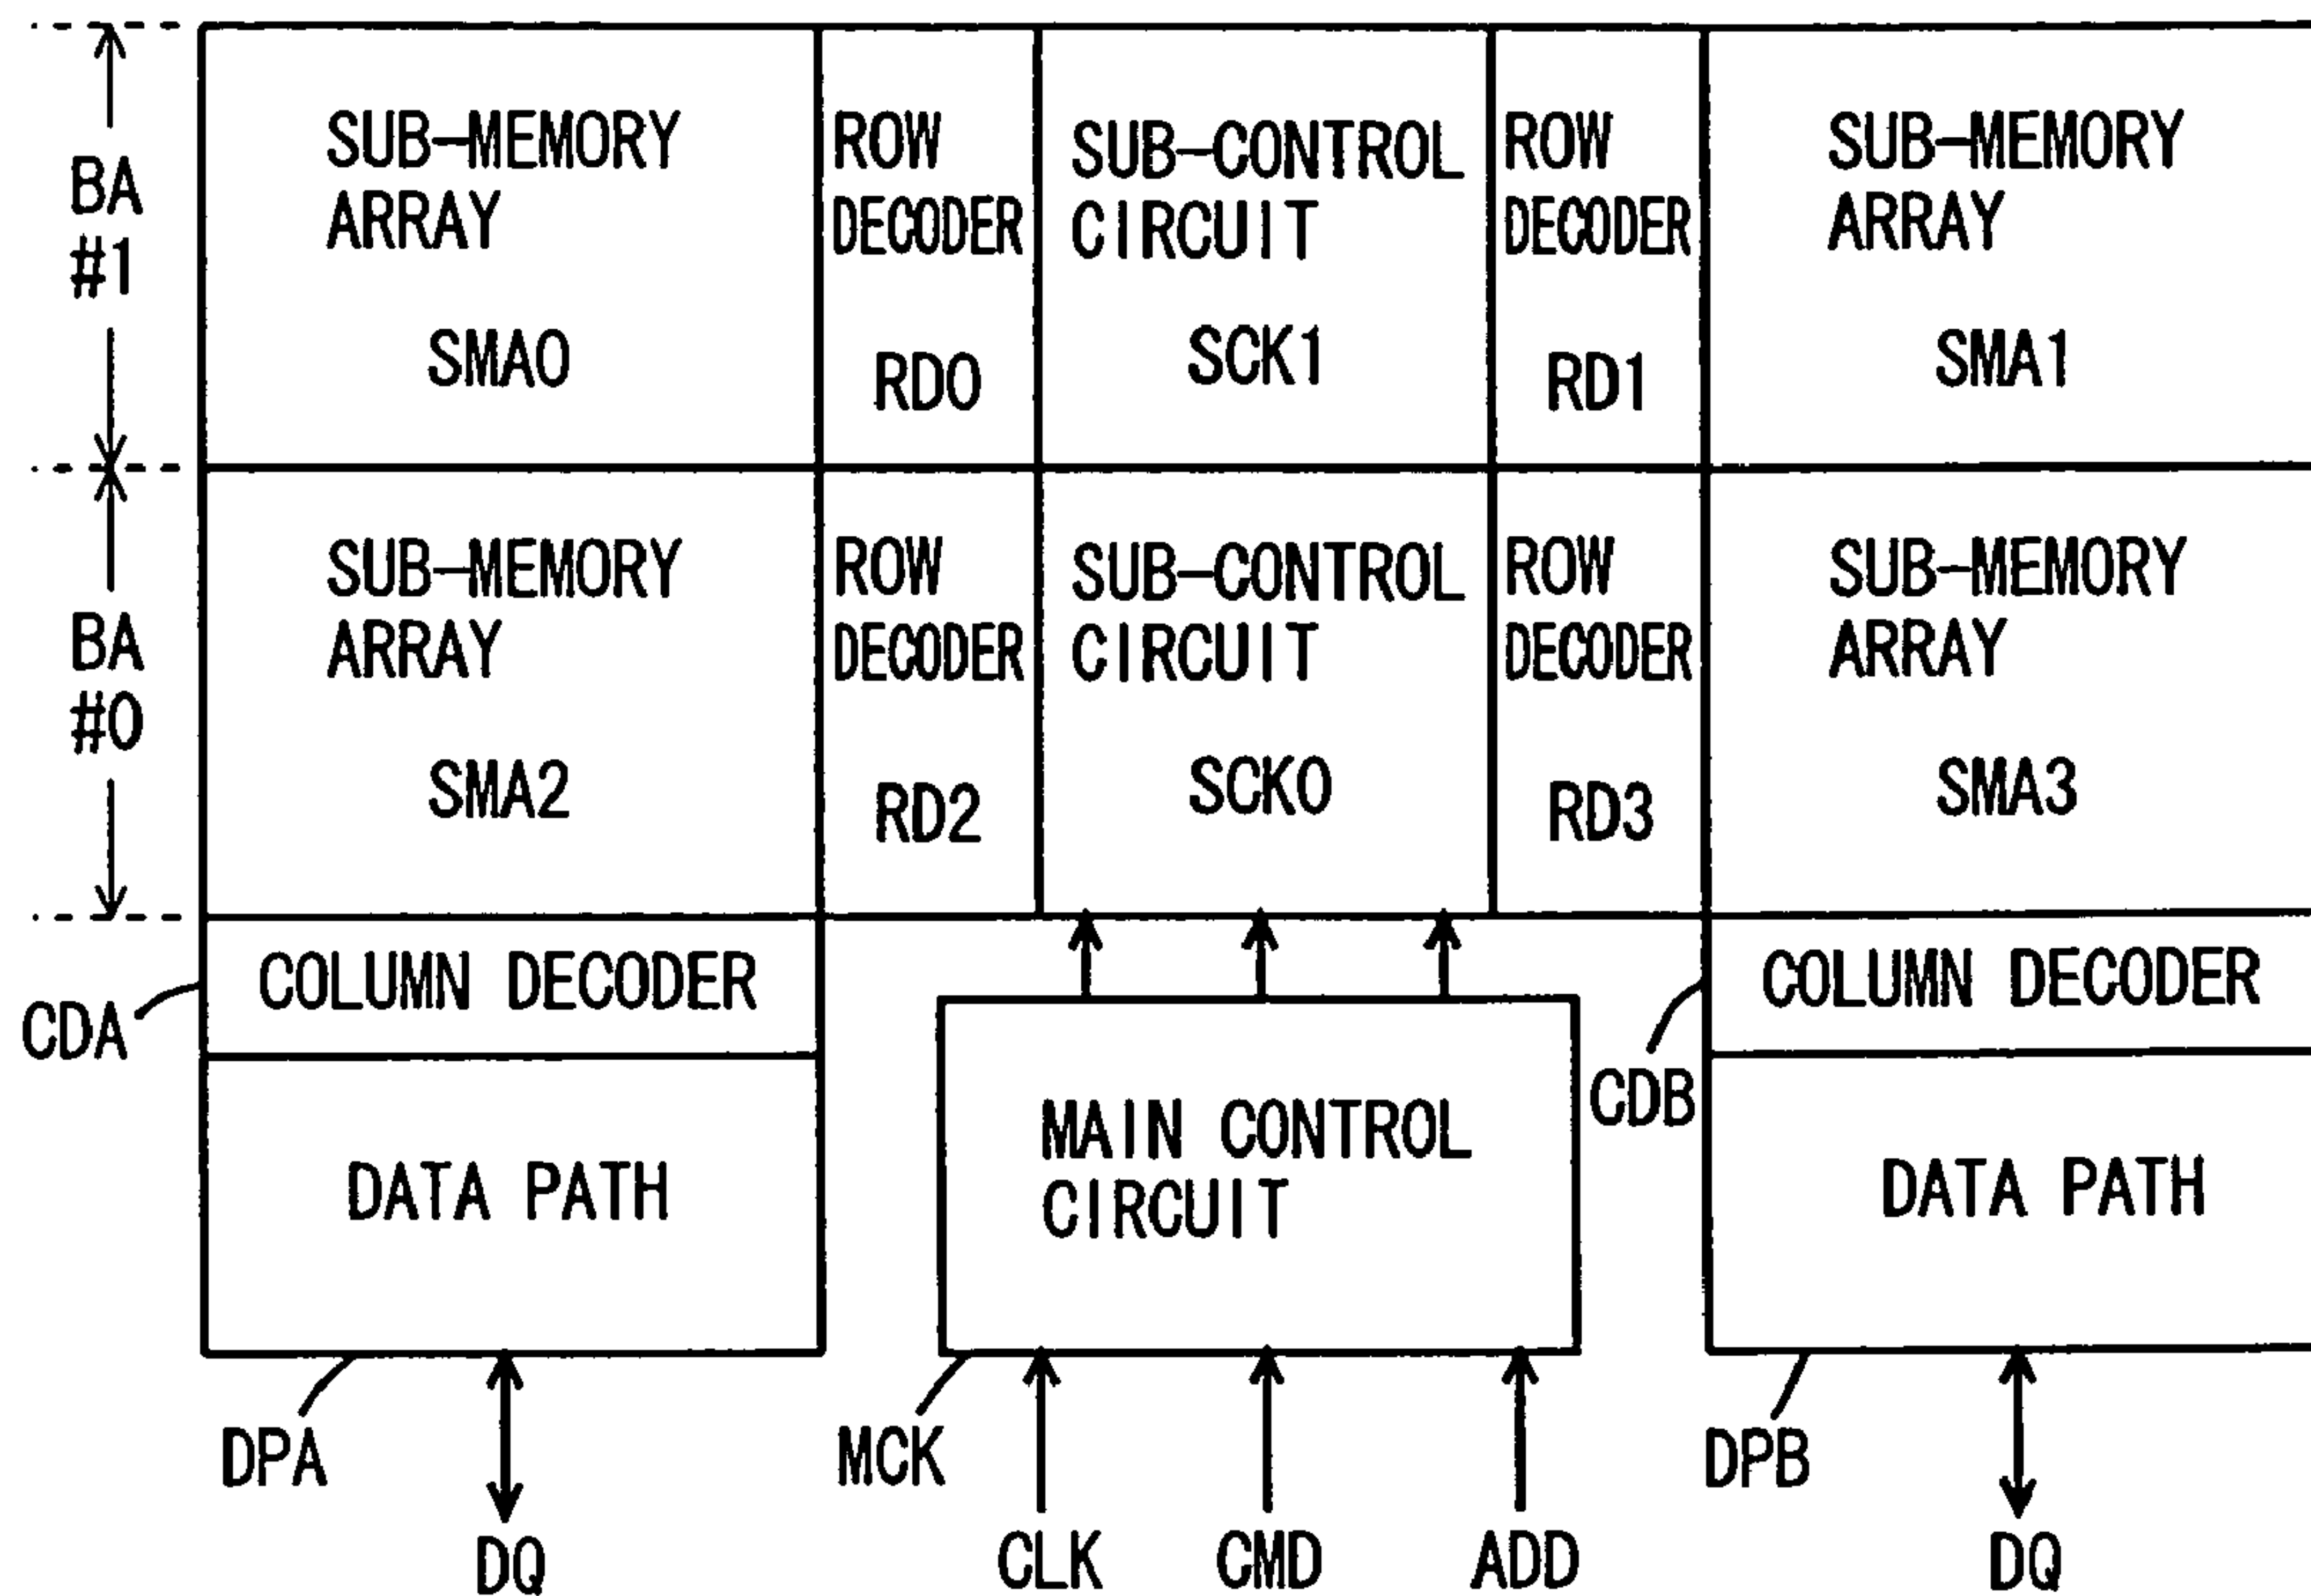 BA
#1
SUB-MEMORY
ARRAY
SMA0
ROW
DECODER
RD0
SUB-CONTROL
CIRCUIT
SCK1
ROW
DECODER
RD1
SUB-MEMORY
ARRAY
SMA1
BA
#0
SUB-MEMORY
ARRAY
SMA2
ROW
DECODER
RD2
SUB-CONTROL
CIRCUIT
SCK0
ROW
DECODER
RD3
SUB-MEMORY
ARRAY
SMA3
CDA
COLUMN DECODER
DATA PATH
MAIN CONTROL
CIRCUIT
CDB
COLUMN DECODER
DATA PATH
DPA
DQ
MCK
CLK
CMD
ADD
DPB
DQ